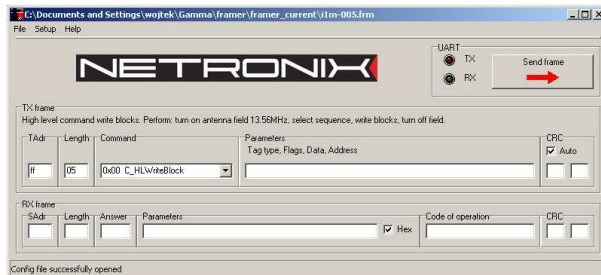 C:\Documents and Settings\wojtek\Gamma\framer\framer_current\i1m-005.frm
File Setup Help
NETRONIX
UART
TX
RX
Send frame
TX frame
High level command write blocks. Perform: turn on antenna field 13.56MHz, select sequence, write blocks, turn off field.
TAdr Length Command Parameters CRC
Tag type, Flags, Data, Address Auto
ff 05 0x00 C_HLWriteBlock
RX frame
SAdr Length Answer Parameters Code of operation CRC
Hex
Config file successfully opened